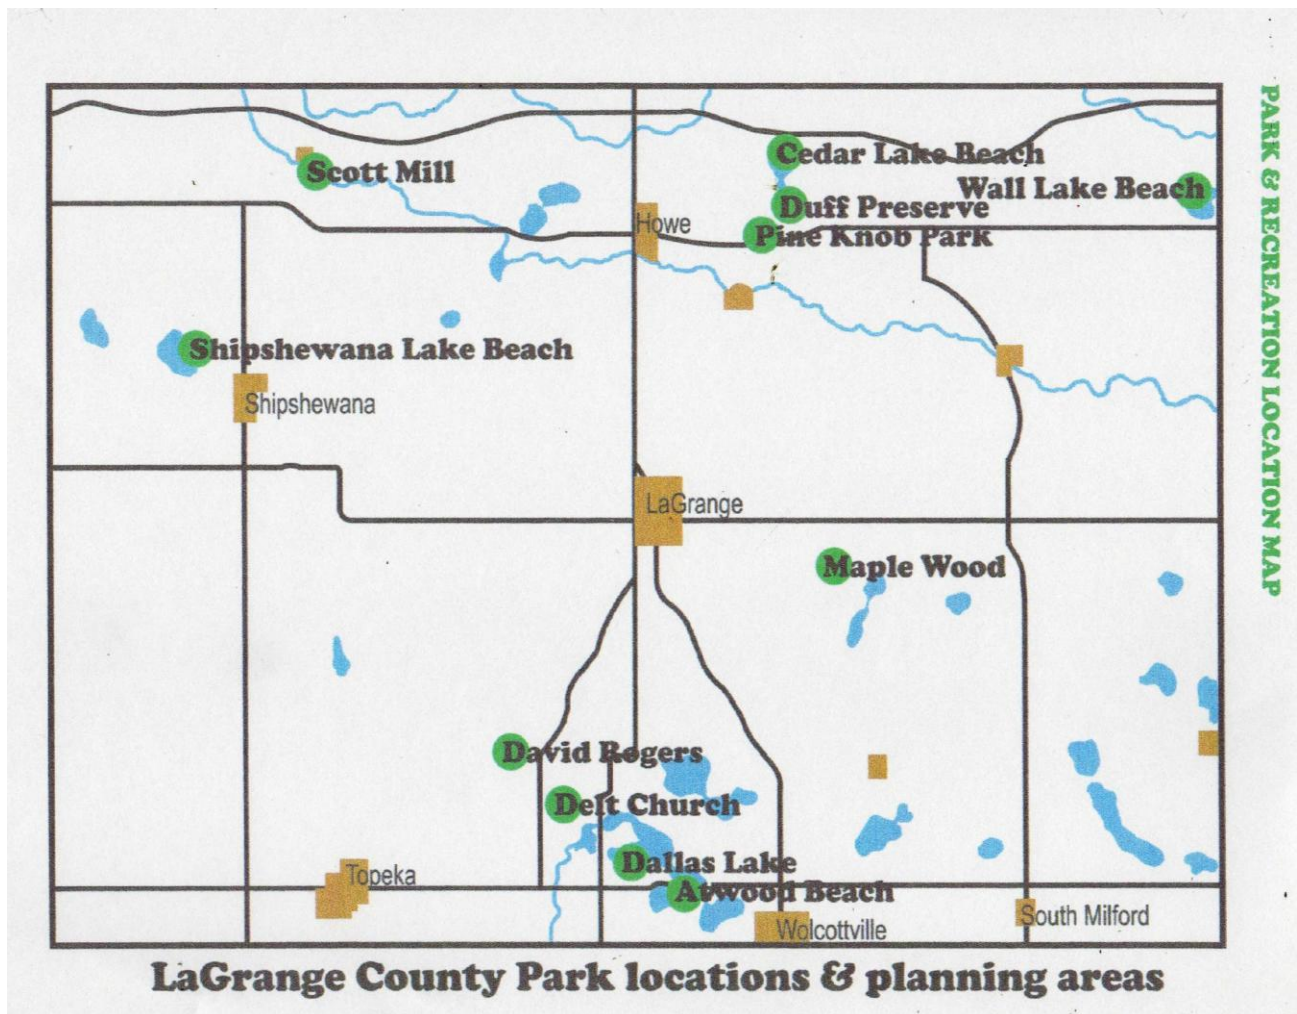 Cedar Lake Beach
Scott Mill
Wall Lake Beach
Duff Preserve
Howe
Pine Knob Park
Shipshewana Lake Beach
Shipshewana
LaGrange
Maple Wood
David Rogers
Delt Church
Dallas Lake
Topeka
Atwood Beach
South Milford
Wolcottville
LaGrange County Park locations & planning areas
PARK & RECREATION LOCATION MAP